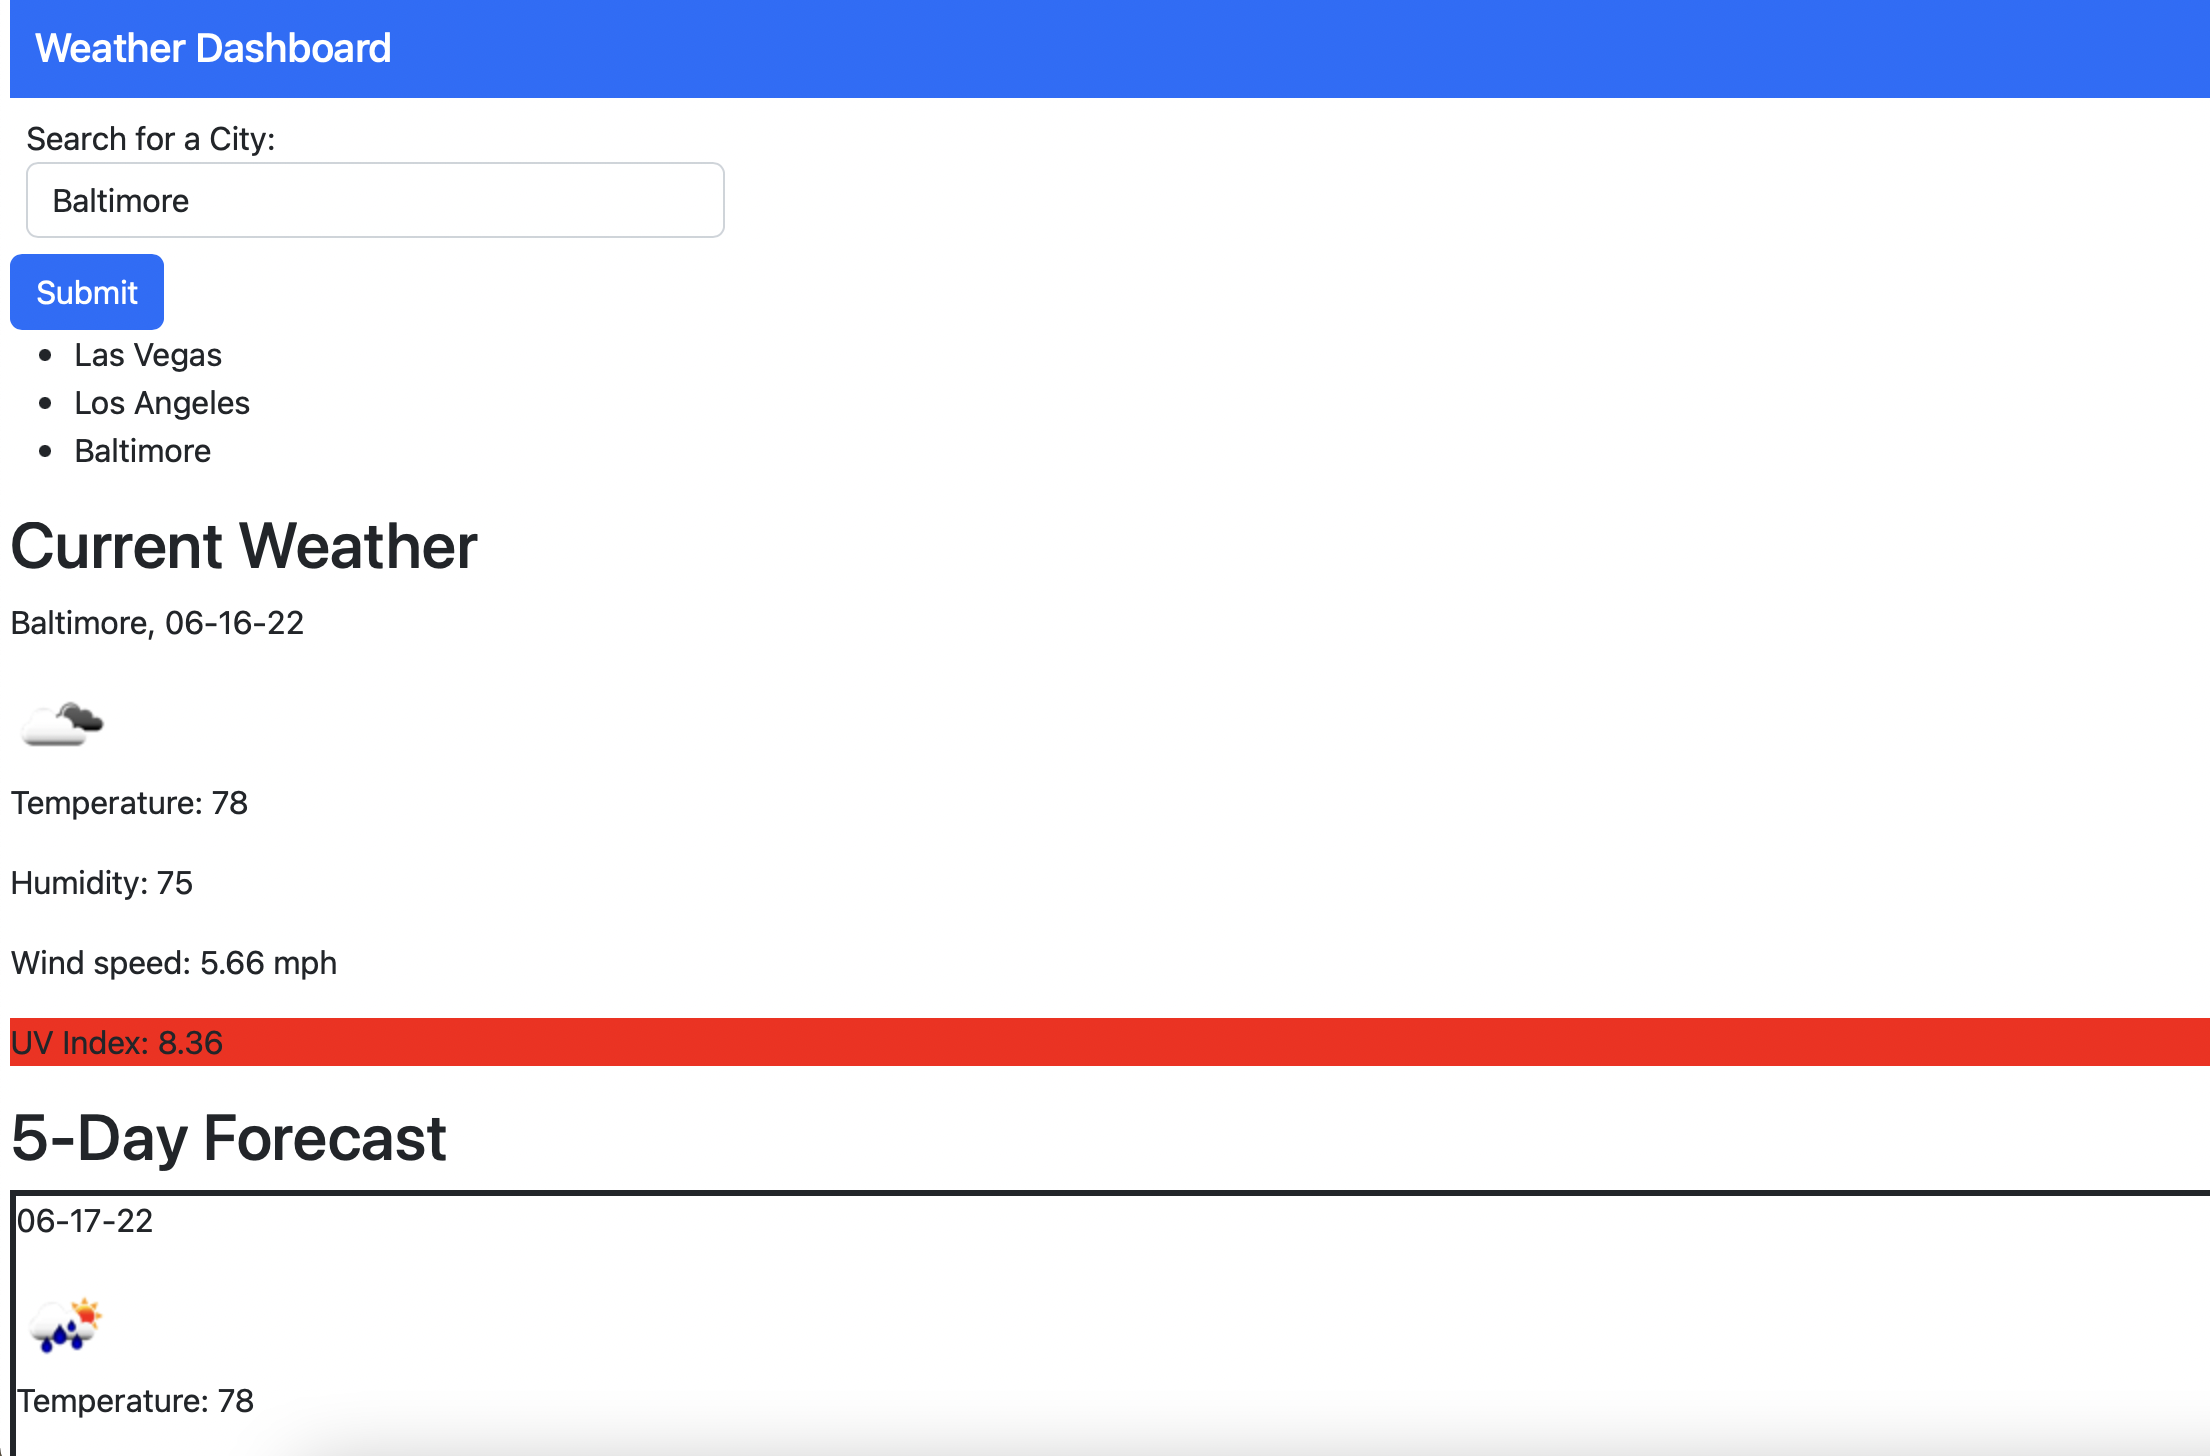 Weather Dashboard
Search for a City:
Baltimore
Submit
Las Vegas
Los Angeles
Baltimore
Current Weather
Baltimore, 06-16-22
Temperature: 78
Humidity: 75
Wind speed: 5.66 mph
UV Index: 8.36
5-Day Forecast
06-17-22
Temperature: 78